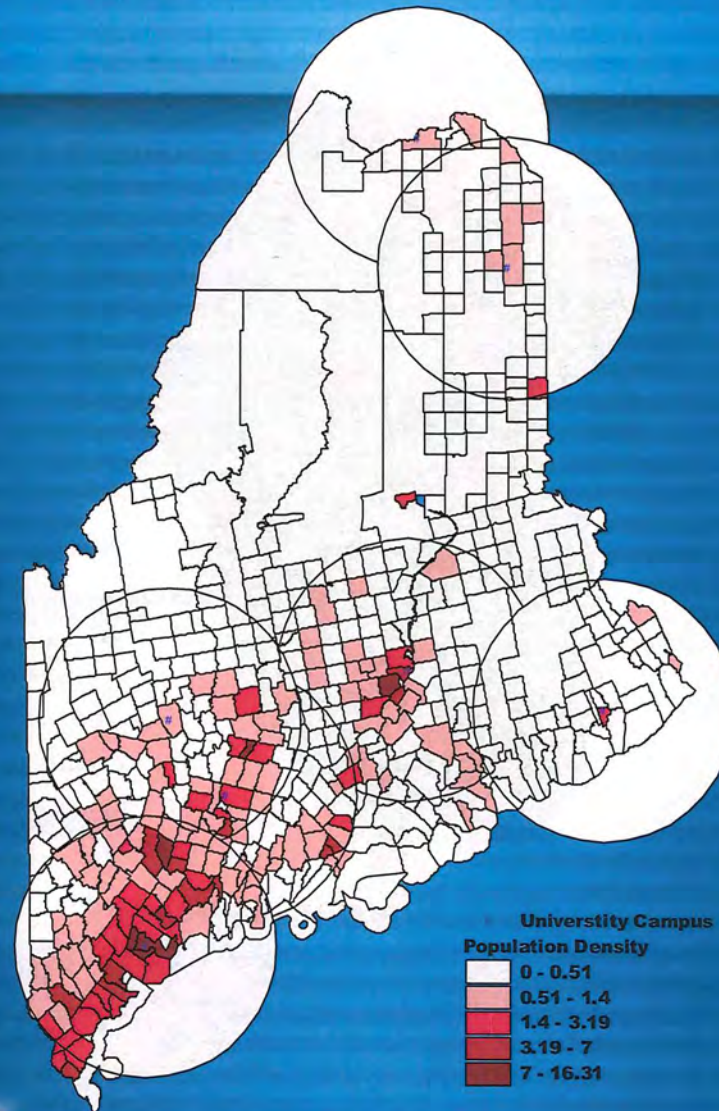 Universtity Campus
Population Density
0 - 0.51
0.51 - 1.4
1.4 - 3.19
3.19 - 7
7 - 16.31